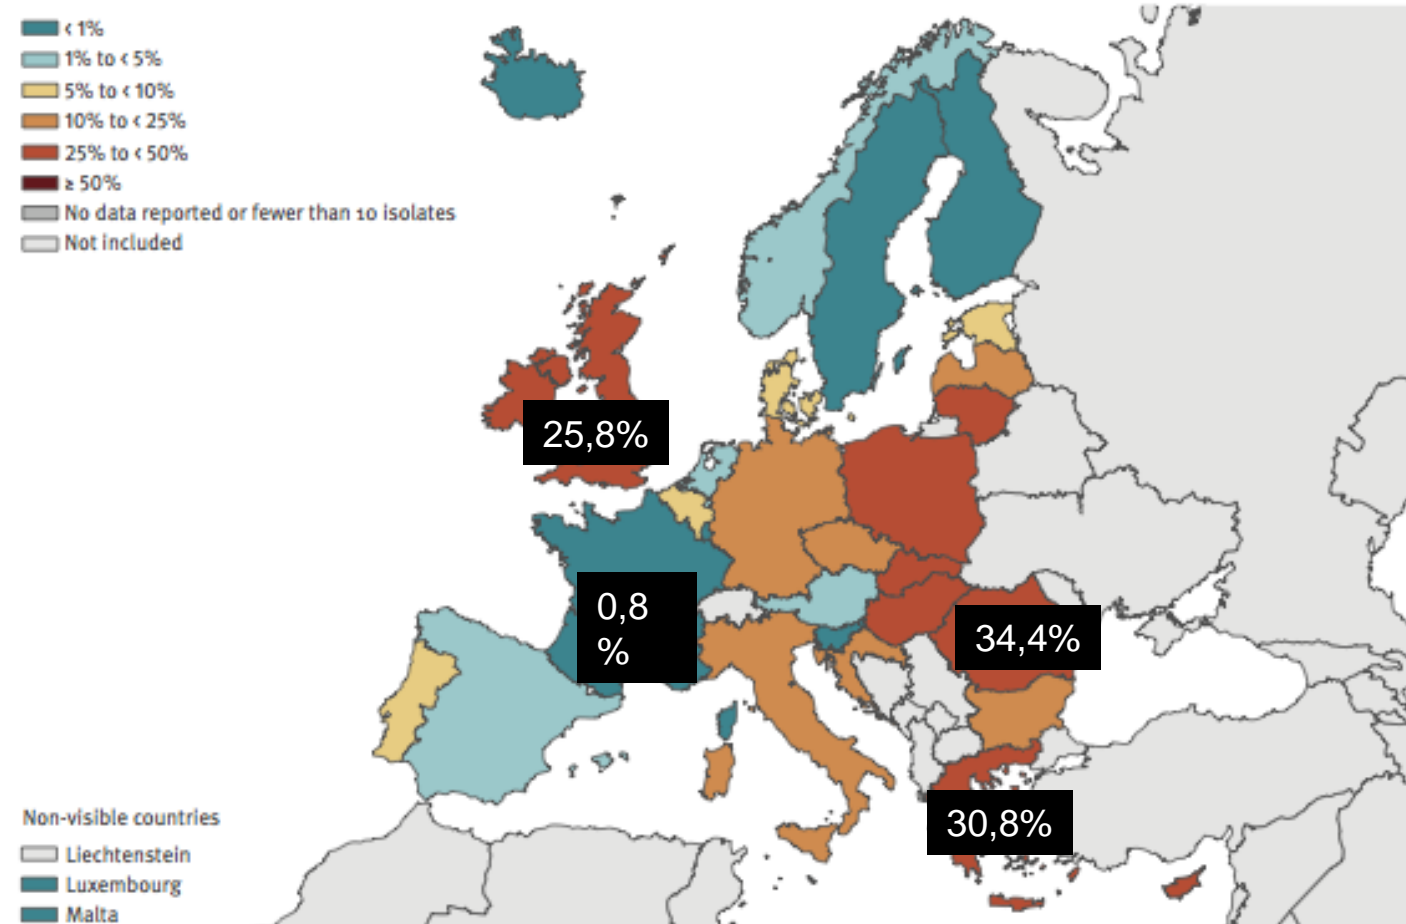 < 1%
1% to < 5%
5% to < 10%
10% to < 25%
25% to < 50%
≥ 50%
No data reported or fewer than 10 isolates
Not included
25,8%
0,8
%
34,4%
30,8%
Non-visible countries
Liechtenstein
Luxembourg
Malta